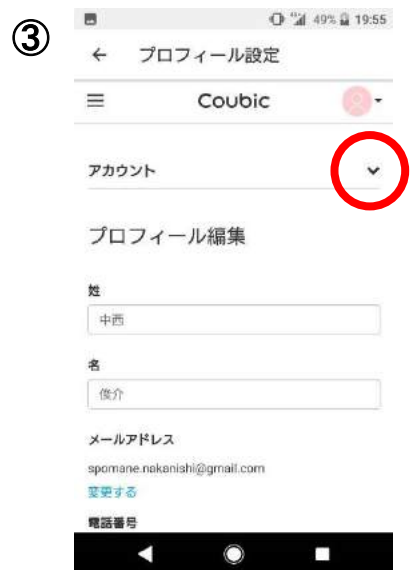 ③
49% 19:55
← プロフィール設定
Coubic
アカウント
プロフィール編集
姓
中西
名
俊介
メールアドレス
spomane.nakanishi@gmail.com
変更する
電話番号